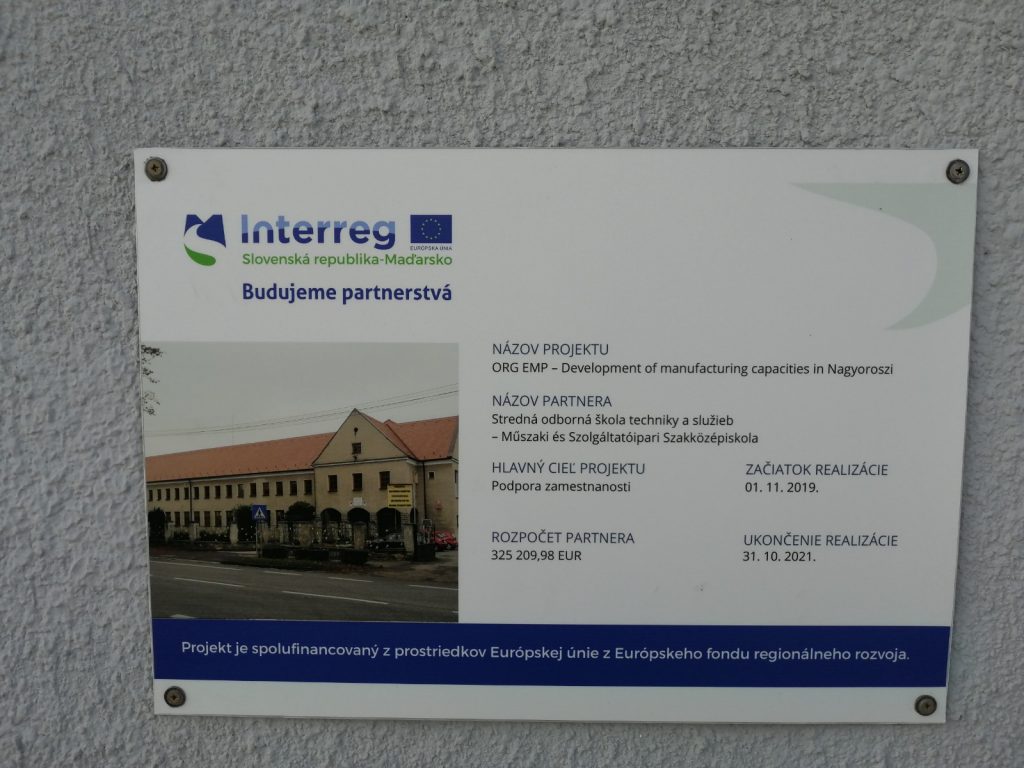 Interreg
EURÓPSKA ÚNIA
Slovenská republika-Maďarsko
Budujeme partnerstvá
NÁZOV PROJEKTU
ORG EMP – Development of manufacturing capacities in Nagyoroszi
NÁZOV PARTNERA
Stredná odborná škola techniky a služieb
– Műszaki és Szolgáltatóipari Szakközépiskola
HLAVNÝ CIEĽ PROJEKTU
Podpora zamestnanosti
ZAČIATOK REALIZÁCIE
01. 11. 2019.
ROZPOČET PARTNERA
325 209,98 EUR
UKONČENIE REALIZÁCIE
31. 10. 2021.
Projekt je spolufinancovaný z prostriedkov Európskej únie z Európskeho fondu regionálneho rozvoja.